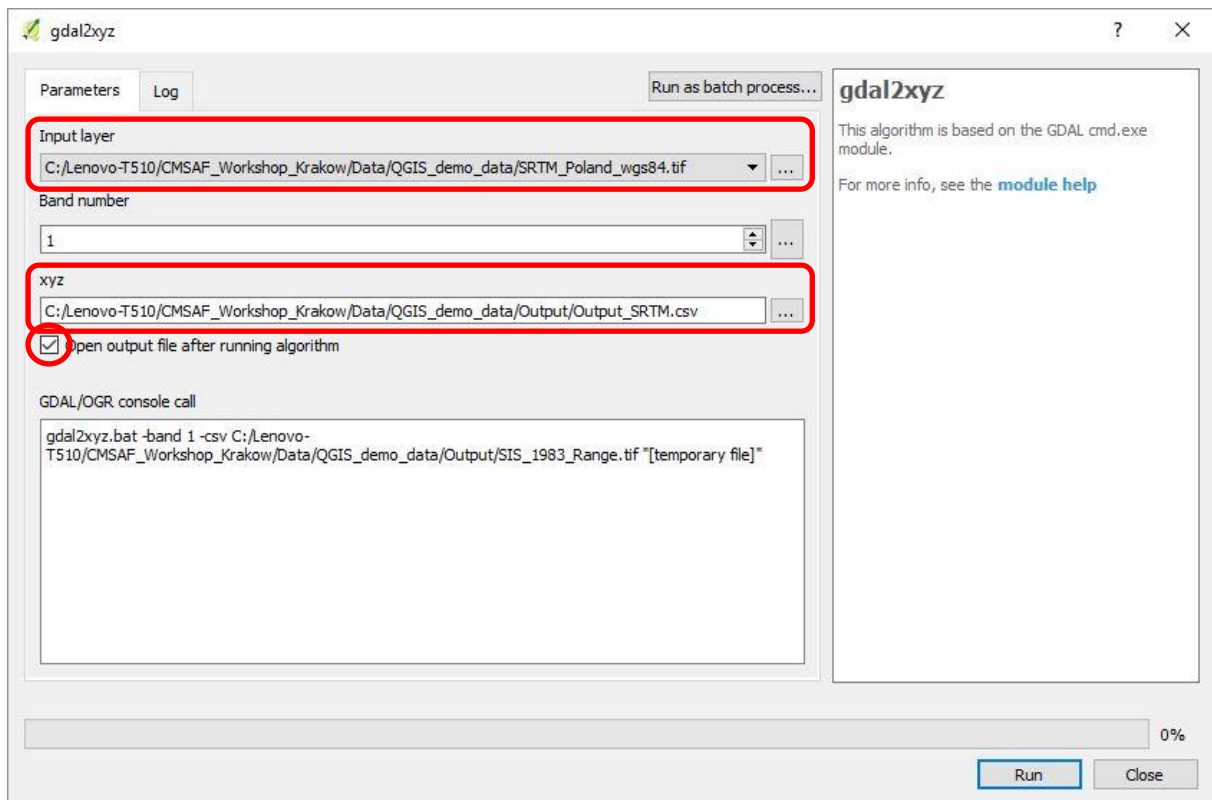 gdal2xyz
?
Parameters
Log
Run as batch process...
Input layer
C:/Lenovo-T510/CMSAF_Workshop_Krakow/Data/QGIS_demo_data/SRTM_Poland_wgs84.tif
...
Band number
1
...
xyz
C:/Lenovo-T510/CMSAF_Workshop_Krakow/Data/QGIS_demo_data/Output/Output_SRTM.csv
...
Open output file after running algorithm
GDAL/OGR console call
gdal2xyz.bat -band 1 -csv C:/Lenovo-
T510/CMSAF_Workshop_Krakow/Data/QGIS_demo_data/Output/SIS_1983_Range.tif "[temporary file]"
gdal2xyz
This algorithm is based on the GDAL cmd.exe
module.
For more info, see the module help
0%
Run
Close